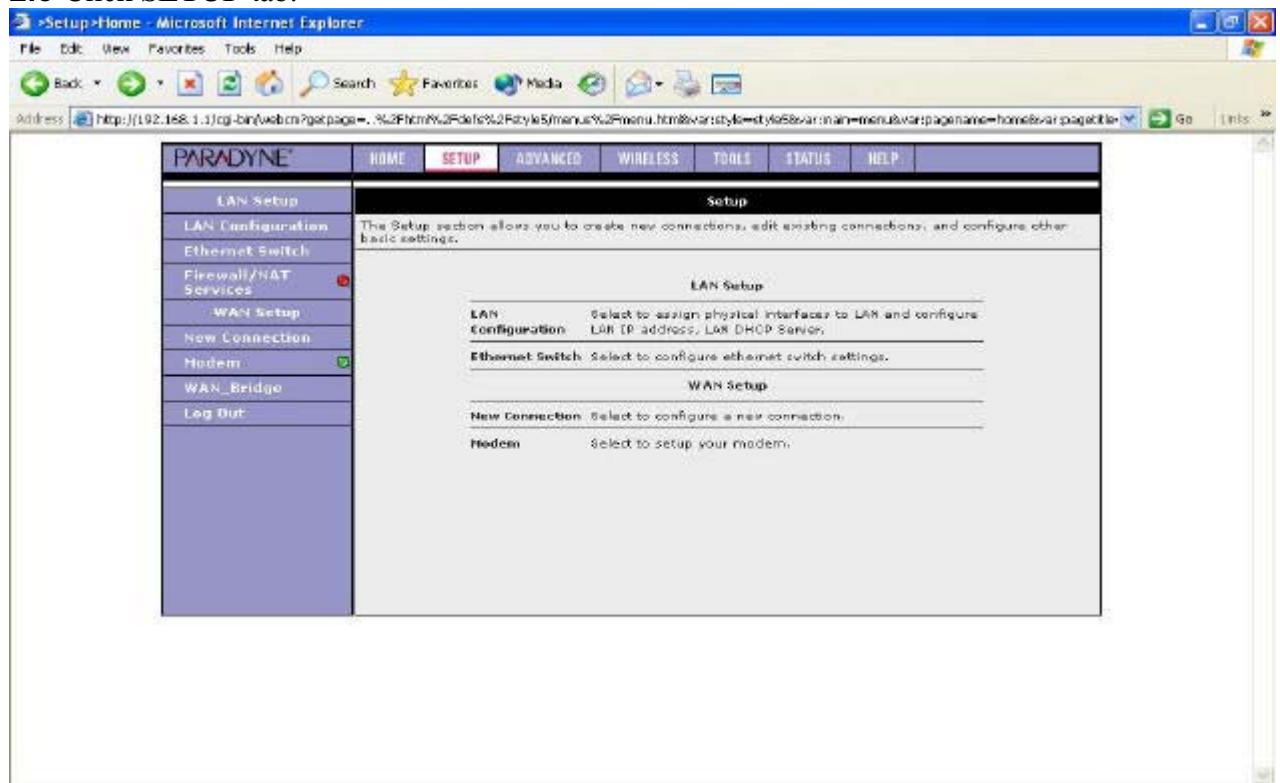 2.3 Click SETUP tab.
>Setup>Home - Microsoft Internet Explorer
File Edit View Favorites Tools Help
Back Search Favorites Media
Address http://192.168.1.1/cgi-bin/webcm?getpage=..%2Fhtml%2Fdefs%2Fstyle5/menus%2Fmenu.html&var:style=style5&var:main=menu&var:pagename=home&var:pagetitle= Go Links »
PARADYNE HOME SETUP ADVANCED WIRELESS TOOLS STATUS HELP
LAN Setup
LAN Configuration
Ethernet Switch
Firewall/NAT
Services
WAN Setup
New Connection
Modem
WAN_Bridge
Log Out
Setup
The Setup section allows you to create new connections, edit existing connections, and configure other
basic settings.
LAN Setup
LAN
Configuration
Select to assign physical interfaces to LAN and configure
LAN IP address, LAN DHCP Server.
Ethernet Switch Select to configure ethernet switch settings.
WAN Setup
New Connection Select to configure a new connection.
Modem Select to setup your modem.